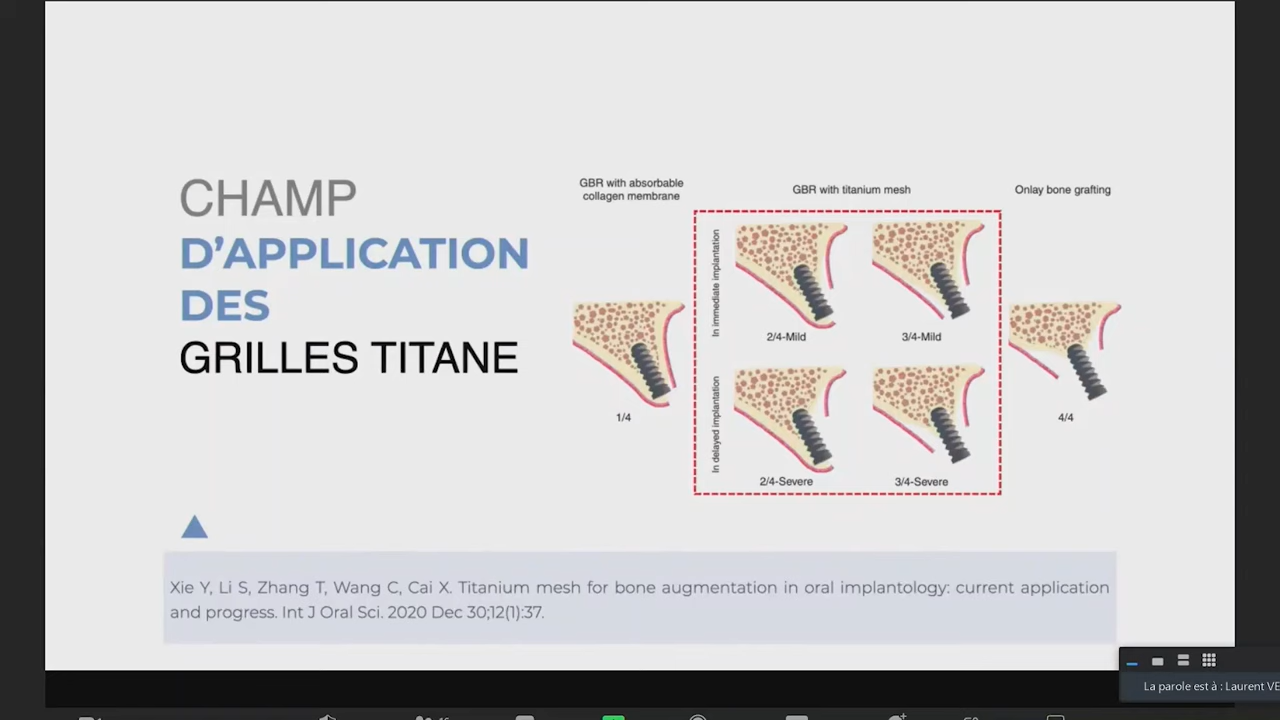 CHAMP
D'APPLICATION
DES
GRILLES TITANE
GBR with absorbable
collagen membrane
GBR with titanium mesh
Onlay bone grafting
In immediate implantation
2/4-Mild
3/4-Mild
1/4
In delayed implantation
2/4-Severe
3/4-Severe
4/4
Xie Y, Li S, Zhang T, Wang C, Cai X. Titanium mesh for bone augmentation in oral implantology: current application
and progress. Int J Oral Sci. 2020 Dec 30;12(1):37.
La parole est à : Laurent VE